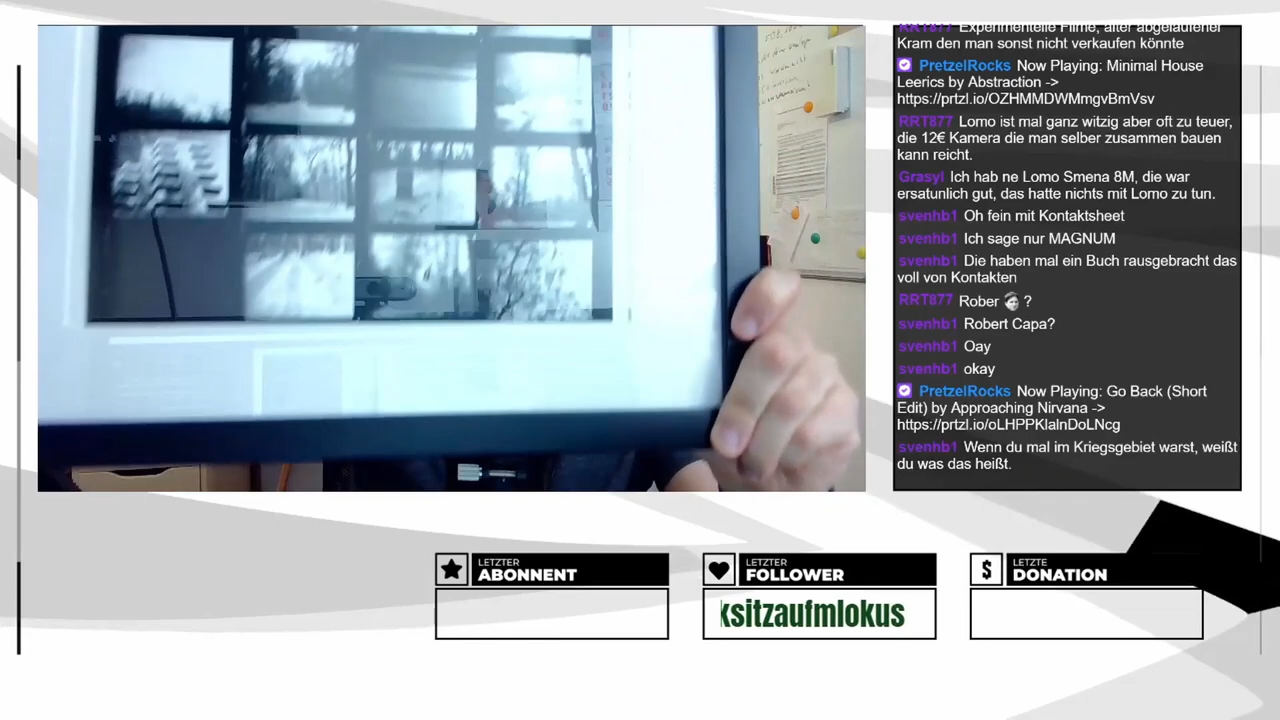 RRT877 Experimentelle Filme, alter abgelaufener
Kram den man sonst nicht verkaufen könnte
PretzelRocks Now Playing: Minimal House
Leerics by Abstraction ->
https://prtzl.io/OZHMMDWMmgvBmVsv
RRT877 Lomo ist mal ganz witzig aber oft zu teuer,
die 12€ Kamera die man selber zusammen bauen
kann reicht.
Grasyl Ich hab ne Lomo Smena 8M, die war
ersatunlich gut, das hatte nichts mit Lomo zu tun.
svenhb1 Oh fein mit Kontaktsheet
svenhb1 Ich sage nur MAGNUM
svenhb1 Die haben mal ein Buch rausgebracht das
voll von Kontakten
RRT877 Rober ?
svenhb1 Robert Capa?
svenhb1 Oay
svenhb1 okay
PretzelRocks Now Playing: Go Back (Short
Edit) by Approaching Nirvana ->
https://prtzl.io/oLHPPKlalnDoLNcg
svenhb1 Wenn du mal im Kriegsgebiet warst, weißt
du was das heißt.
LETZTER
ABONNENT
LETZTER
FOLLOWER
ksitzaufmlokus
LETZTE
$ DONATION